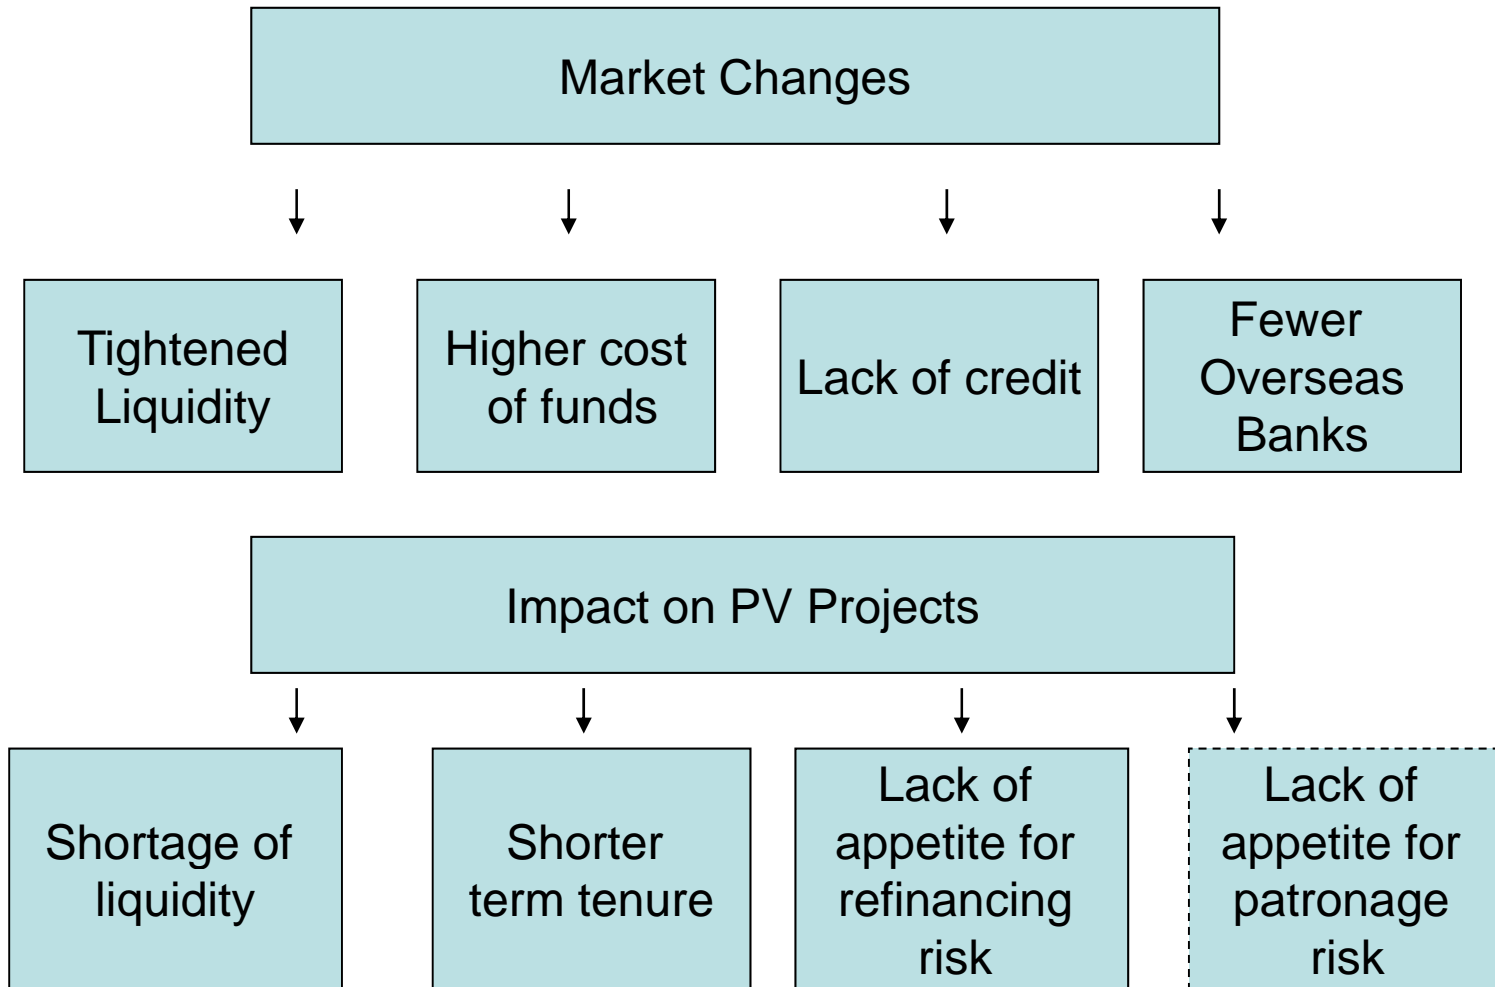 Market Changes
Tightened
Liquidity
Higher cost
of funds
Lack of credit
Fewer
Overseas
Banks
Impact on PV Projects
Shortage of
liquidity
Shorter
term tenure
Lack of
appetite for
refinancing
risk
Lack of
appetite for
patronage
risk